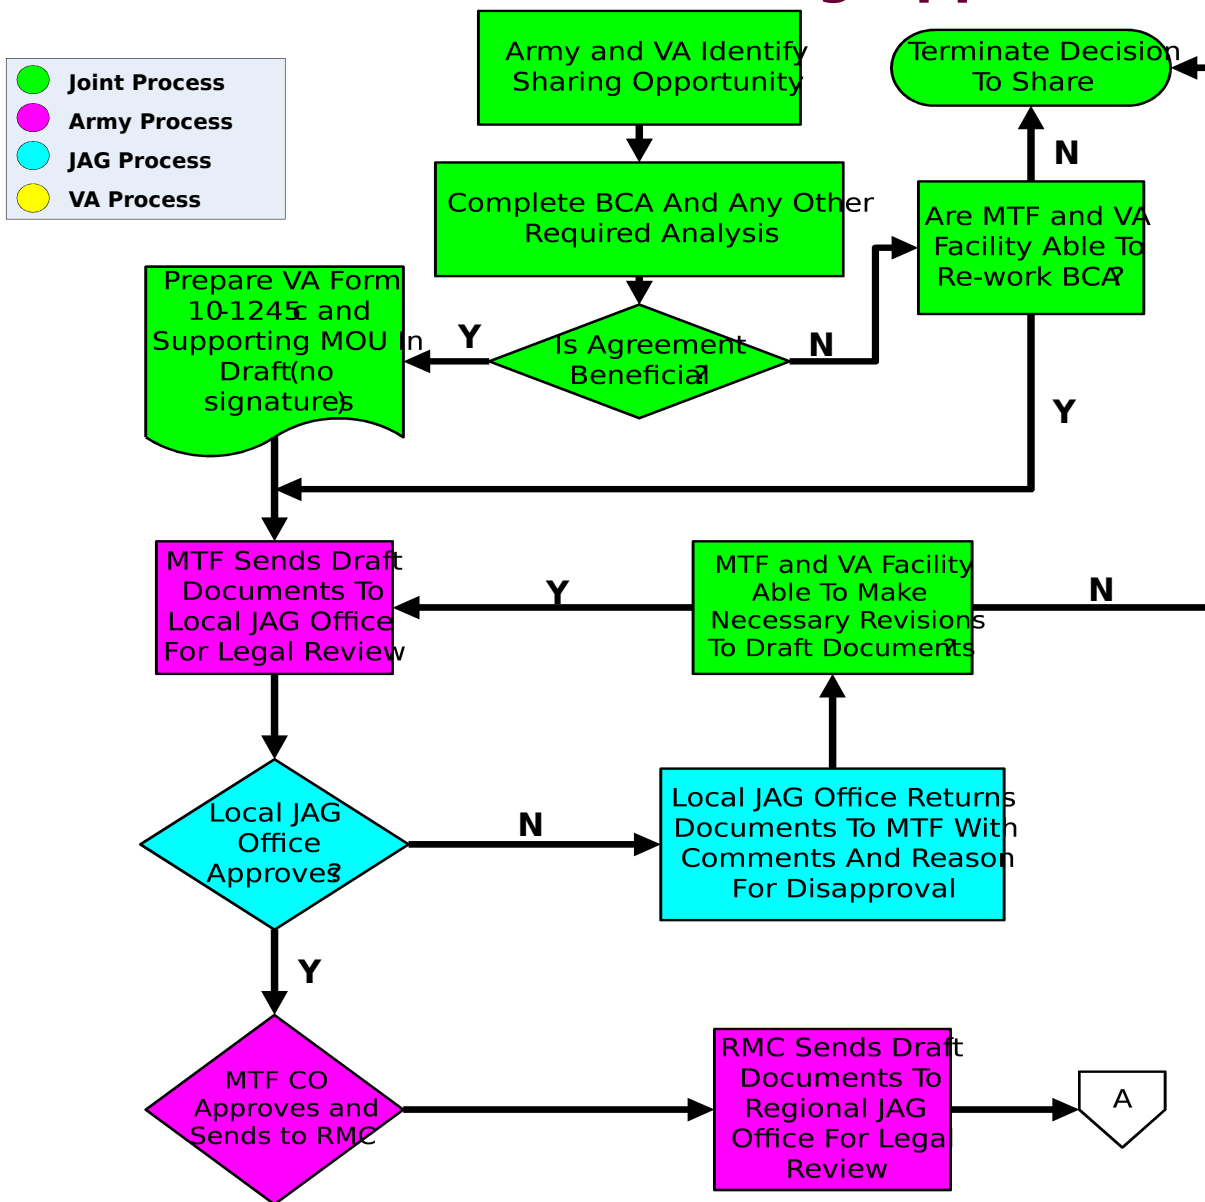 Army and VA Identify
Sharing Opportunity
Terminate Decision
To Share
Joint Process
Army Process
JAG Process
VA Process
N
Complete BCA And Any Other
Required Analysis
Are MTF and VA
Facility Able To
Re-work BCA?
Prepare VA Form
10-1245c and
Supporting MOU In
Draft (no
signatures)
Y
Is Agreement
Beneficial?
N
Y
MTF Sends Draft
Documents To
Local JAG Office
For Legal Review
Y
MTF and VA Facility
Able To Make
Necessary Revisions
To Draft Documents?
N
Local JAG
Office
Approves?
N
Local JAG Office Returns
Documents To MTF With
Comments And Reason
For Disapproval
Y
MTF CO
Approves and
Sends to RMC
RMC Sends Draft
Documents To
Regional JAG
Office For Legal
Review
A